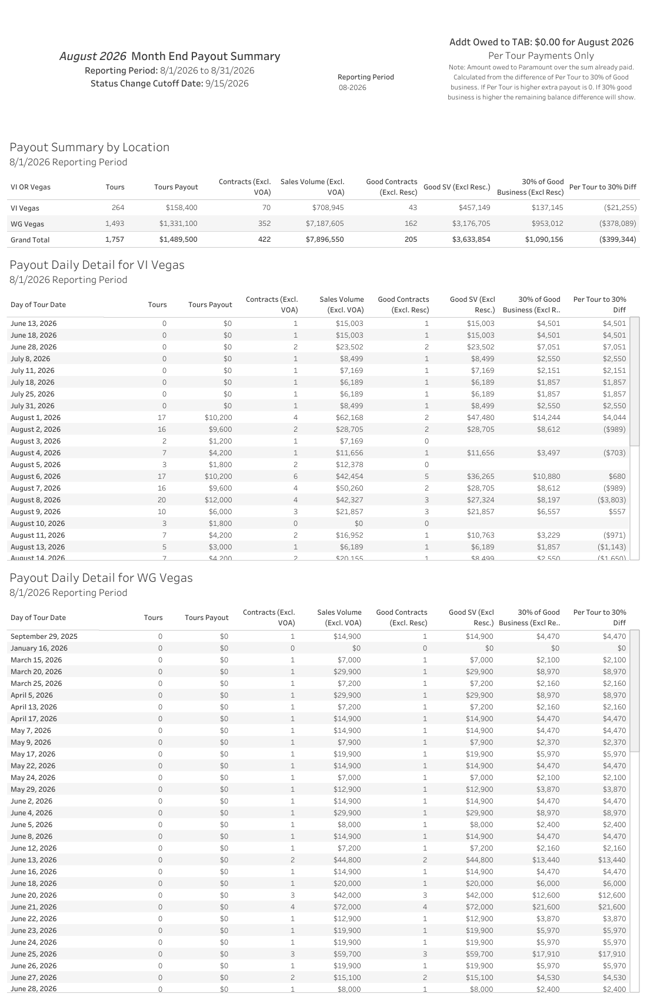 August 2026 Month End Payout Summary
Reporting Period: 8/1/2026 to 8/31/2026
Status Change Cutoff Date: 9/15/2026
Reporting Period
08-2026
Addt Owed to TAB: $0.00 for August 2026
Per Tour Payments Only
Note: Amount owed to Paramount over the sum already paid.
Calculated from the difference of Per Tour to 30% of Good
business. If Per Tour is higher extra payout is 0. If 30% good
business is higher the remaining balance difference will show.
Payout Summary by Location
8/1/2026 Reporting Period
VI OR Vegas Tours Tours Payout Contracts (Excl. VOA) Sales Volume (Excl. VOA) Good Contracts (Excl. Resc) Good SV (Excl Resc.) 30% of Good Business (Excl Resc) Per Tour to 30% Diff
VI Vegas 264 $158,400 70 $708,945 43 $457,149 $137,145 ($21,255)
WG Vegas 1,493 $1,331,100 352 $7,187,605 162 $3,176,705 $953,012 ($378,089)
Grand Total 1,757 $1,489,500 422 $7,896,550 205 $3,633,854 $1,090,156 ($399,344)
Payout Daily Detail for VI Vegas
8/1/2026 Reporting Period
Day of Tour Date Tours Tours Payout Contracts (Excl. VOA) Sales Volume (Excl. VOA) Good Contracts (Excl. Resc) Good SV (Excl Resc.) 30% of Good Business (Excl R.. Per Tour to 30% Diff
June 13, 2026 0 $0 1 $15,003 1 $15,003 $4,501 $4,501
June 18, 2026 0 $0 1 $15,003 1 $15,003 $4,501 $4,501
June 28, 2026 0 $0 2 $23,502 2 $23,502 $7,051 $7,051
July 8, 2026 0 $0 1 $8,499 1 $8,499 $2,550 $2,550
July 11, 2026 0 $0 1 $7,169 1 $7,169 $2,151 $2,151
July 18, 2026 0 $0 1 $6,189 1 $6,189 $1,857 $1,857
July 25, 2026 0 $0 1 $6,189 1 $6,189 $1,857 $1,857
July 31, 2026 0 $0 1 $8,499 1 $8,499 $2,550 $2,550
August 1, 2026 17 $10,200 4 $62,168 2 $47,480 $14,244 $4,044
August 2, 2026 16 $9,600 2 $28,705 2 $28,705 $8,612 ($989)
August 3, 2026 2 $1,200 1 $7,169 0
August 4, 2026 7 $4,200 1 $11,656 1 $11,656 $3,497 ($703)
August 5, 2026 3 $1,800 2 $12,378 0
August 6, 2026 17 $10,200 6 $42,454 5 $36,265 $10,880 $680
August 7, 2026 16 $9,600 4 $50,260 2 $28,705 $8,612 ($989)
August 8, 2026 20 $12,000 4 $42,327 3 $27,324 $8,197 ($3,803)
August 9, 2026 10 $6,000 3 $21,857 3 $21,857 $6,557 $557
August 10, 2026 3 $1,800 0 $0 0
August 11, 2026 7 $4,200 2 $16,952 1 $10,763 $3,229 ($971)
August 13, 2026 5 $3,000 1 $6,189 1 $6,189 $1,857 ($1,143)
August 14, 2026 7 $4,200 2 $20,155 1 $8,499 $2,550 ($1,650)
Payout Daily Detail for WG Vegas
8/1/2026 Reporting Period
Day of Tour Date Tours Tours Payout Contracts (Excl. VOA) Sales Volume (Excl. VOA) Good Contracts (Excl. Resc) Good SV (Excl Resc.) 30% of Good Business (Excl Re.. Per Tour to 30% Diff
September 29, 2025 0 $0 1 $14,900 1 $14,900 $4,470 $4,470
January 16, 2026 0 $0 0 $0 0 $0 $0 $0
March 15, 2026 0 $0 1 $7,000 1 $7,000 $2,100 $2,100
March 20, 2026 0 $0 1 $29,900 1 $29,900 $8,970 $8,970
March 25, 2026 0 $0 1 $7,200 1 $7,200 $2,160 $2,160
April 5, 2026 0 $0 1 $29,900 1 $29,900 $8,970 $8,970
April 13, 2026 0 $0 1 $7,200 1 $7,200 $2,160 $2,160
April 17, 2026 0 $0 1 $14,900 1 $14,900 $4,470 $4,470
May 7, 2026 0 $0 1 $14,900 1 $14,900 $4,470 $4,470
May 9, 2026 0 $0 1 $7,900 1 $7,900 $2,370 $2,370
May 17, 2026 0 $0 1 $19,900 1 $19,900 $5,970 $5,970
May 22, 2026 0 $0 1 $14,900 1 $14,900 $4,470 $4,470
May 24, 2026 0 $0 1 $7,000 1 $7,000 $2,100 $2,100
May 29, 2026 0 $0 1 $12,900 1 $12,900 $3,870 $3,870
June 2, 2026 0 $0 1 $14,900 1 $14,900 $4,470 $4,470
June 4, 2026 0 $0 1 $29,900 1 $29,900 $8,970 $8,970
June 5, 2026 0 $0 1 $8,000 1 $8,000 $2,400 $2,400
June 8, 2026 0 $0 1 $14,900 1 $14,900 $4,470 $4,470
June 12, 2026 0 $0 1 $7,200 1 $7,200 $2,160 $2,160
June 13, 2026 0 $0 2 $44,800 2 $44,800 $13,440 $13,440
June 16, 2026 0 $0 1 $14,900 1 $14,900 $4,470 $4,470
June 18, 2026 0 $0 1 $20,000 1 $20,000 $6,000 $6,000
June 20, 2026 0 $0 3 $42,000 3 $42,000 $12,600 $12,600
June 21, 2026 0 $0 4 $72,000 4 $72,000 $21,600 $21,600
June 22, 2026 0 $0 1 $12,900 1 $12,900 $3,870 $3,870
June 23, 2026 0 $0 1 $19,900 1 $19,900 $5,970 $5,970
June 24, 2026 0 $0 1 $19,900 1 $19,900 $5,970 $5,970
June 25, 2026 0 $0 3 $59,700 3 $59,700 $17,910 $17,910
June 26, 2026 0 $0 1 $19,900 1 $19,900 $5,970 $5,970
June 27, 2026 0 $0 2 $15,100 2 $15,100 $4,530 $4,530
June 28, 2026 0 $0 1 $8,000 1 $8,000 $2,400 $2,400